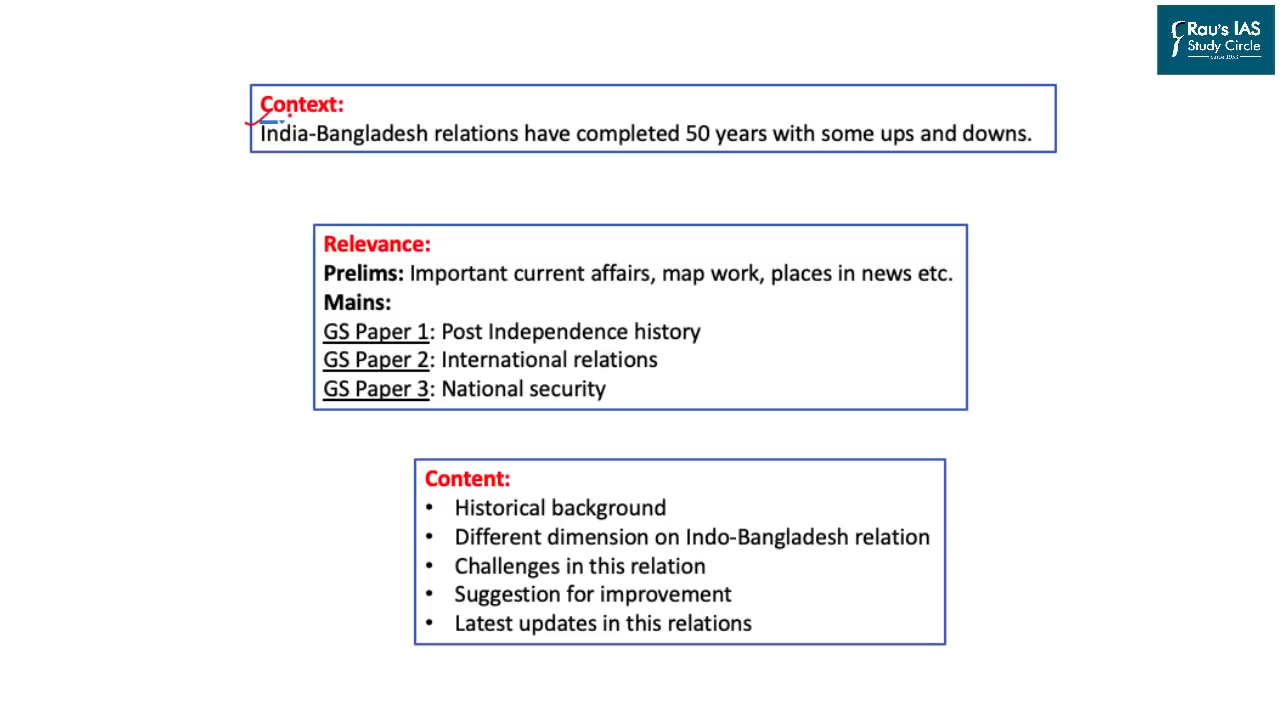 Rau's IAS
Study Circle
Context:
India-Bangladesh relations have completed 50 years with some ups and downs.
Relevance:
Prelims: Important current affairs, map work, places in news etc.
Mains:
GS Paper 1: Post Independence history
GS Paper 2: International relations
GS Paper 3: National security
Content:
• Historical background
• Different dimension on Indo-Bangladesh relation
• Challenges in this relation
• Suggestion for improvement
• Latest updates in this relations